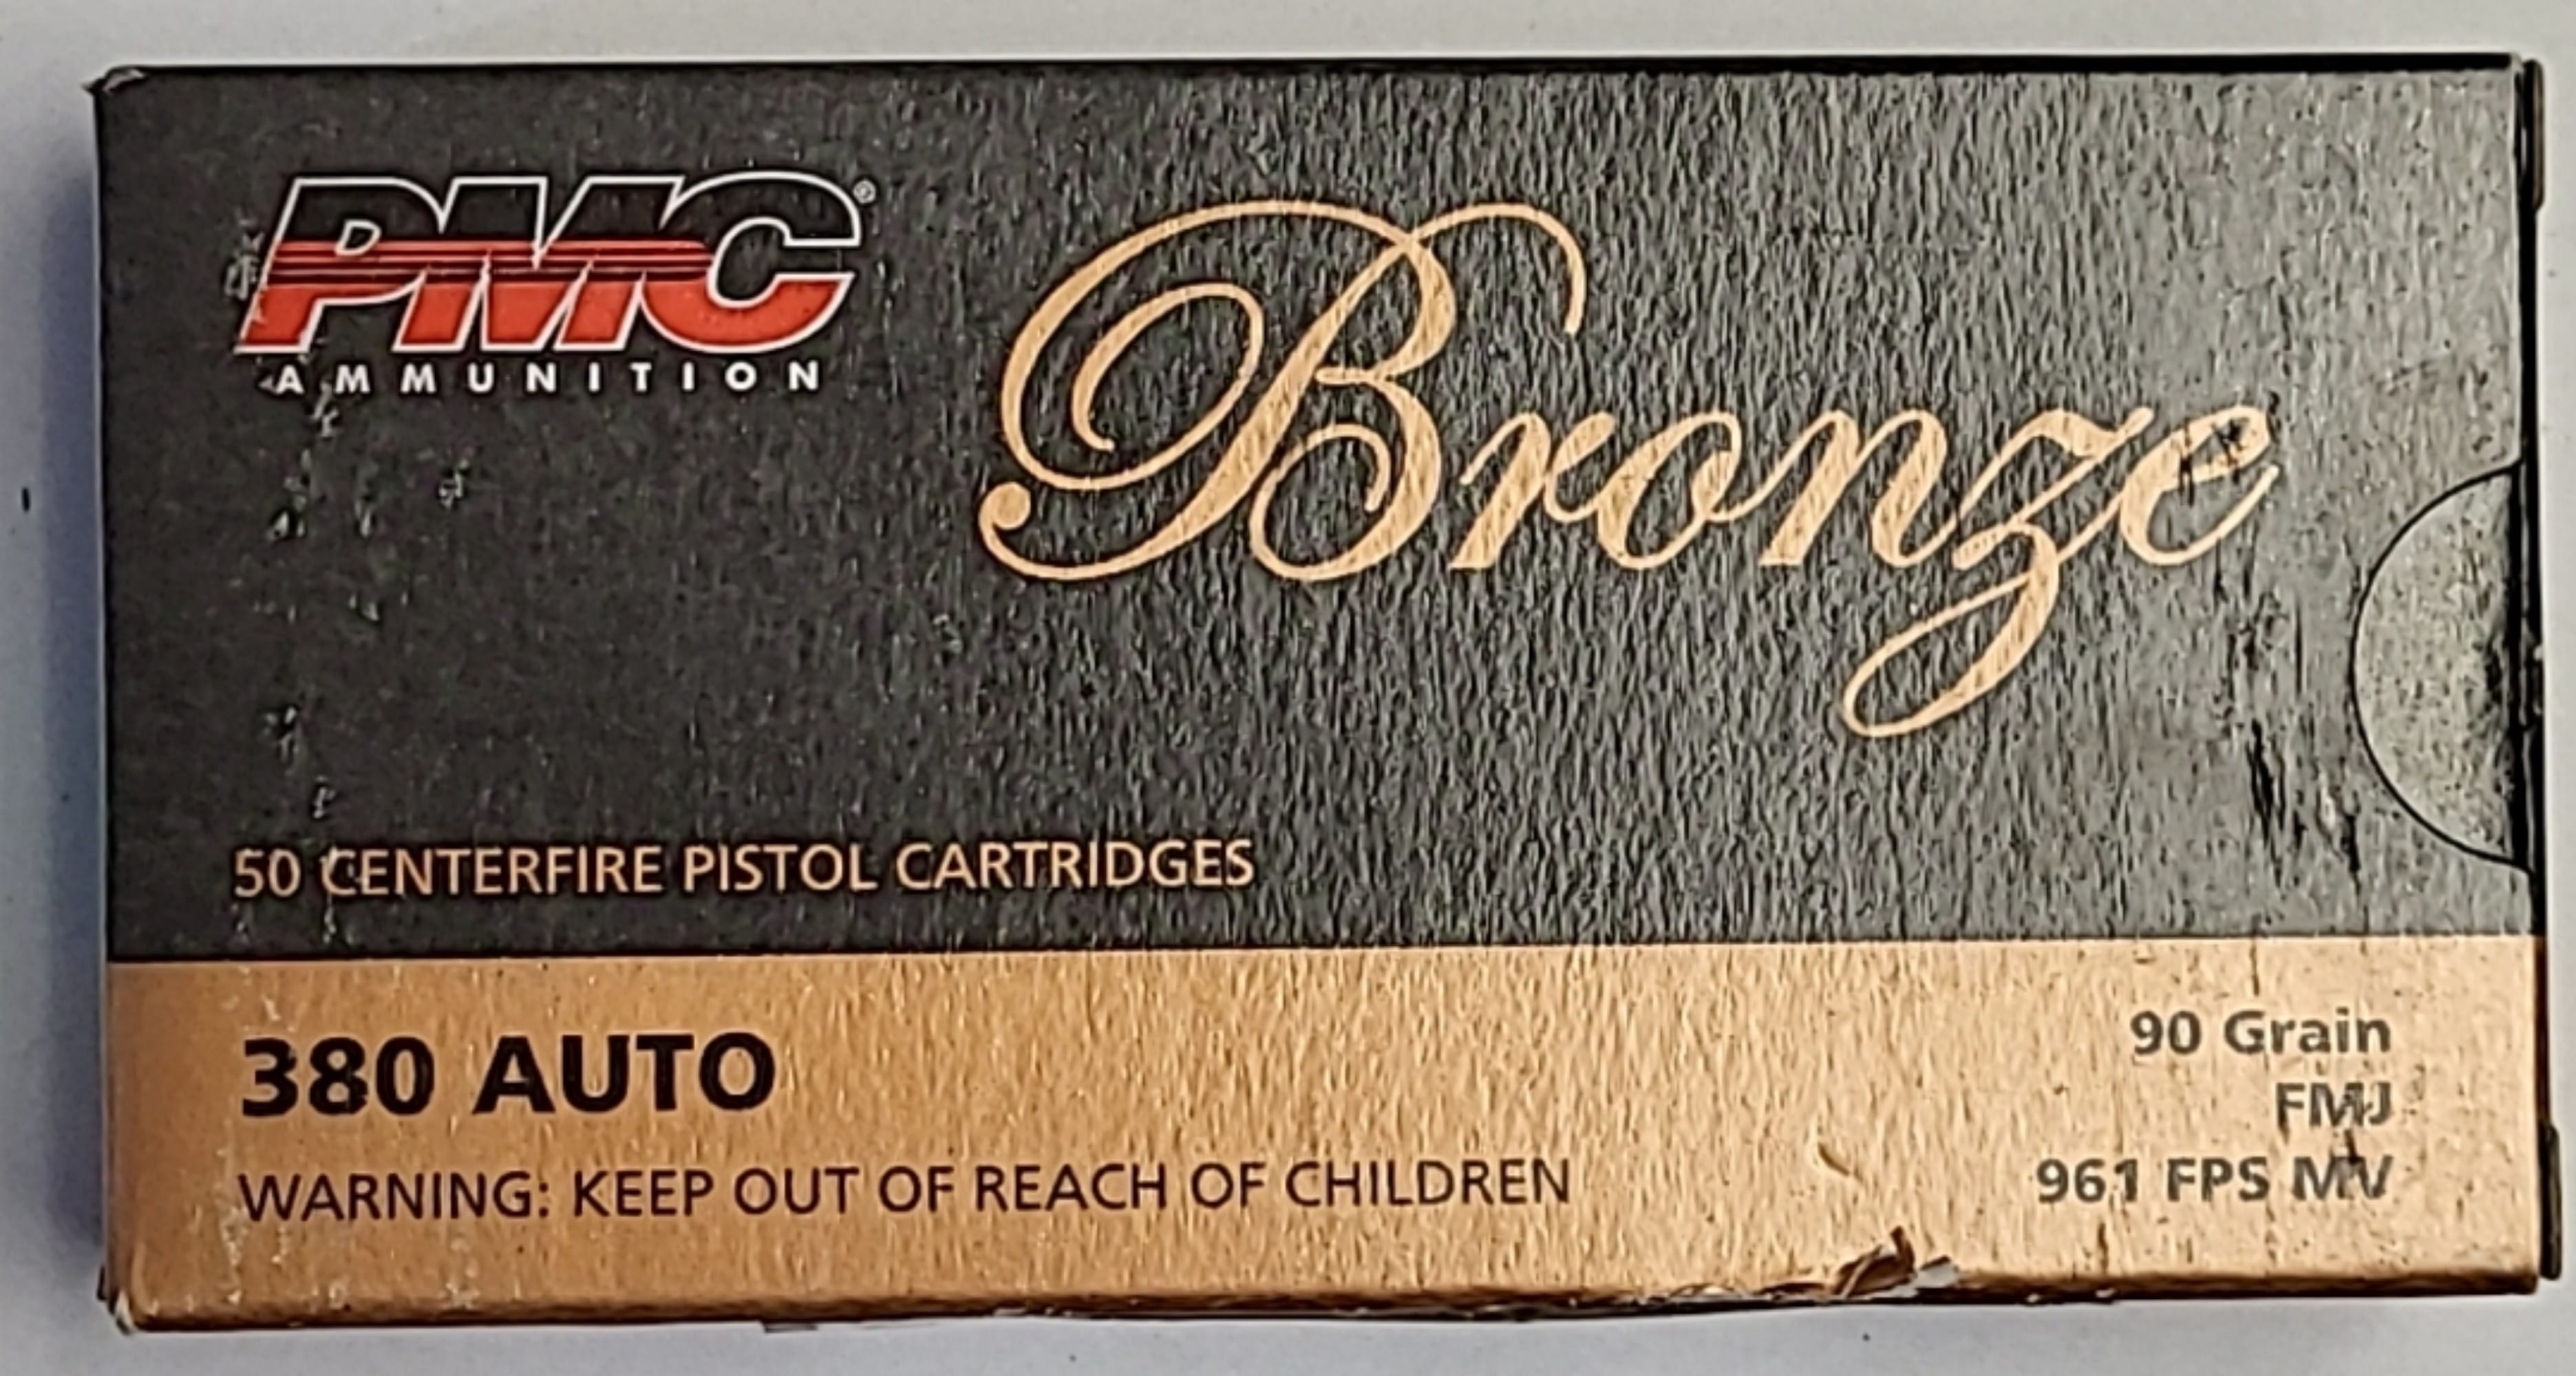 PMC®
AMMUNITION
Bronze
50 CENTERFIRE PISTOL CARTRIDGES
380 AUTO
WARNING: KEEP OUT OF REACH OF CHILDREN
90 Grain
FMJ
961 FPS MV